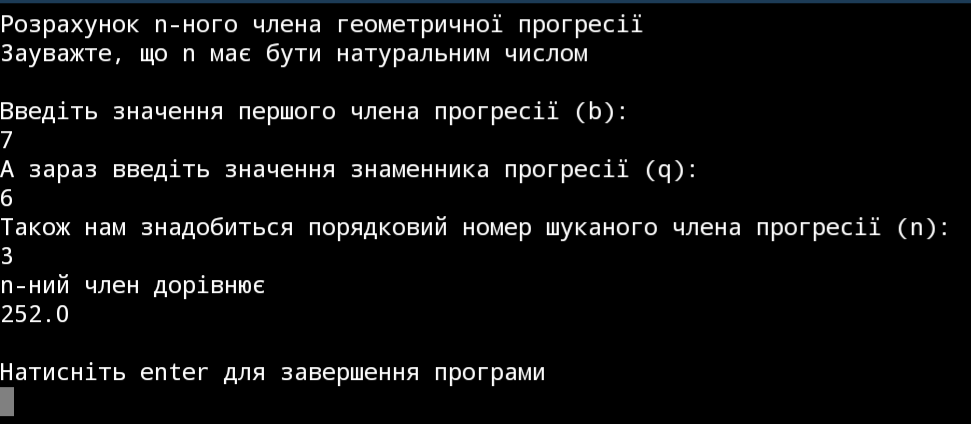 Розрахунок n-ного члена геометричної прогресії
Зауважте, що n має бути натуральним числом
Введіть значення першого члена прогресії (b):
7
А зараз введіть значення знаменника прогресії (q):
6
Також нам знадобиться порядковий номер шуканого члена прогресії (n):
3
n-ний член дорівнює
252.0
Натисніть enter для завершення програми